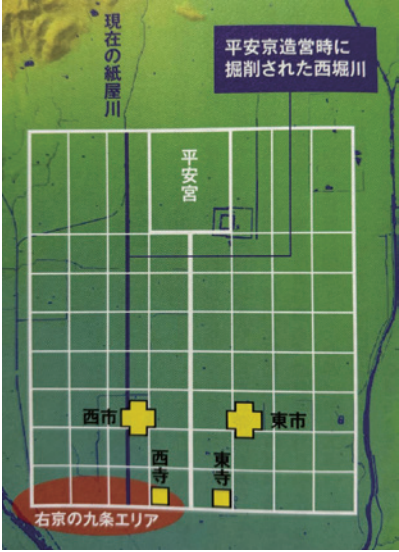 現在の紙屋川
平安京造営時に
掘削された西堀川
平安宮
西市
東市
西寺
東寺
右京の九条エリア